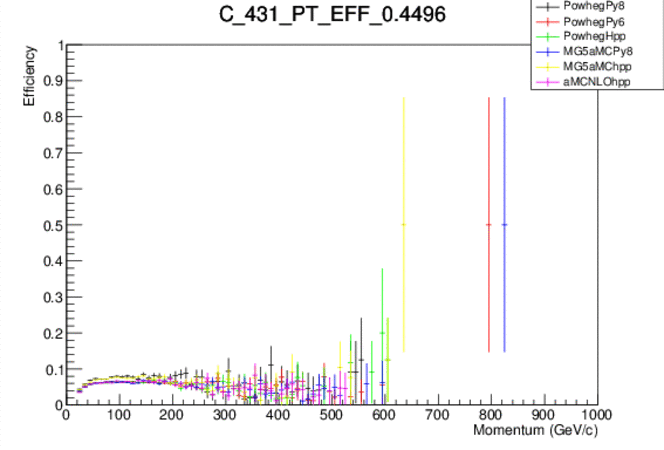 C_431_PT_EFF_0.4496
PowhegPy8
PowhegPy6
PowhegHpp
MG5aMCPy8
MG5aMChpp
aMCNLOhpp
Efficiency
1
0.9
0.8
0.7
0.6
0.5
0.4
0.3
0.2
0.1
0
0 100 200 300 400 500 600 700 800 900 1000
Momentum (GeV/c)